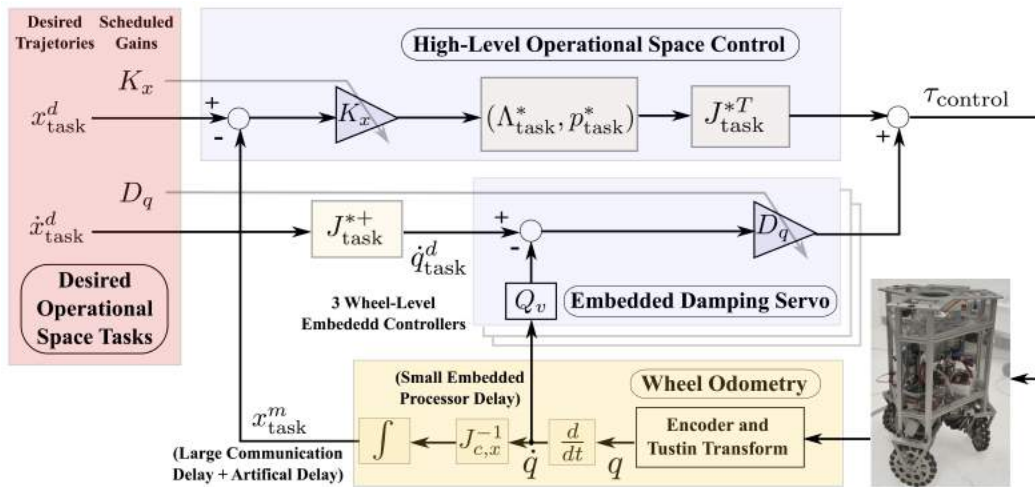 Desired
Trajetories
Scheduled
Gains
High-Level Operational Space Control
K_x
x^d_task
+
-
K_x
(Λ^*_task, p^*_task)
J^{*T}_task
+
τ_control
D_q
ẋ^d_task
J^{*+}_task
q̇^d_task
+
-
D_q
Q_v
Desired
Operational
Space Tasks
3 Wheel-Level
Embededd Controllers
Embedded Damping Servo
(Small Embedded
Processor Delay)
Wheel Odometry
x^m_task
∫
J^{-1}_{c,x}
q̇
d/dt
q
Encoder and
Tustin Transform
(Large Communication
Delay + Artifical Delay)